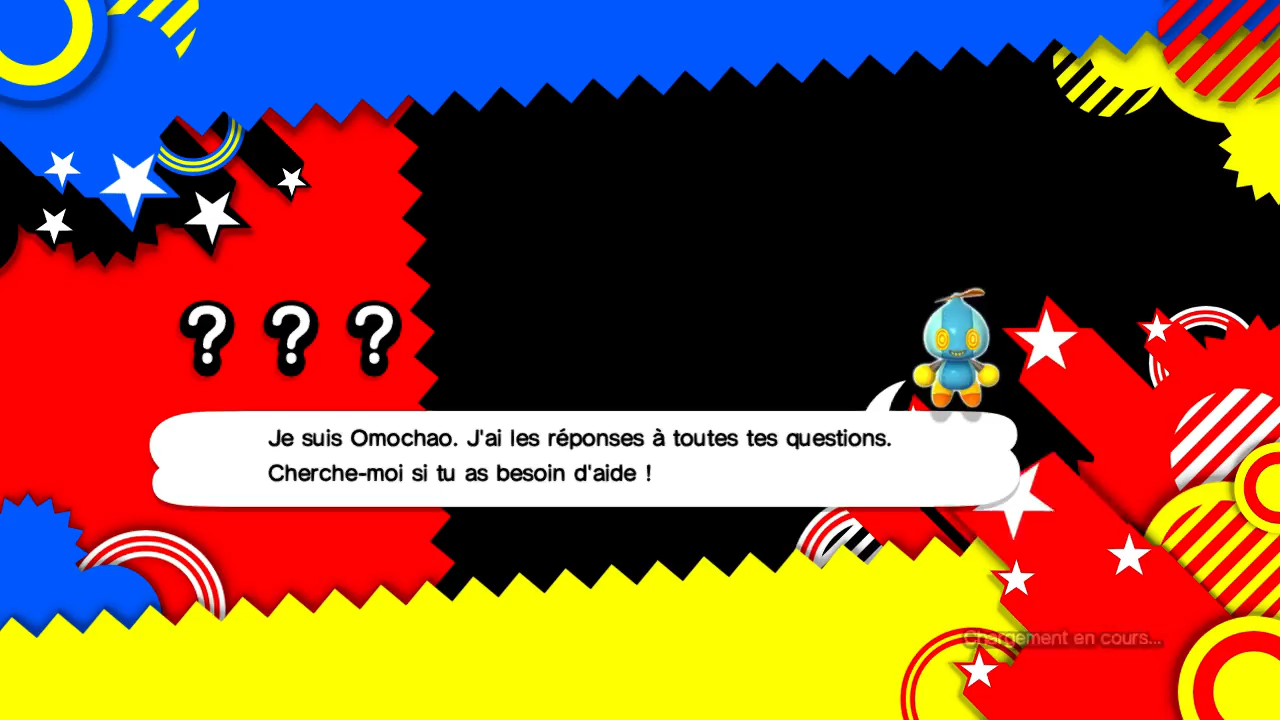 ? ? ?
Je suis Omochao. J'ai les réponses à toutes tes questions.
Cherche-moi si tu as besoin d'aide !
Chargement en cours...